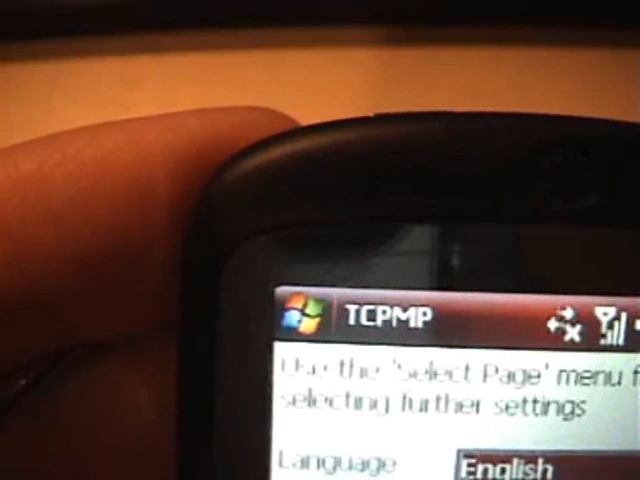 TCPMP
Use the 'Select Page' menu f
selecting further settings
Language English